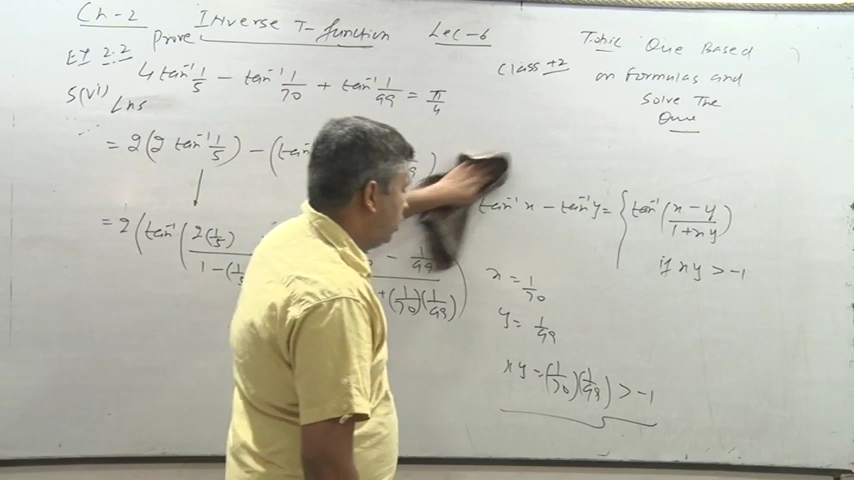 Ch-2 Inverse T-function Lec-6
Prove
EX 2.2
4 tan⁻¹ 1/5 − tan⁻¹ 1/70 + tan⁻¹ 1/99 = π/4
5(vi) LHS
= 2(2 tan⁻¹ 1/5) − (tan
= 2(tan⁻¹(2(1/5)
1−(1/5
− 1/99
+(1/70)(1/99))
Class +2
Topic Que Based
on Formulas and
Solve The
Que
tan⁻¹ x − tan⁻¹ y = { tan⁻¹((x−y)/(1+xy))
if xy > −1
x = 1/70
y = 1/99
xy = (1/70)(1/99) > −1